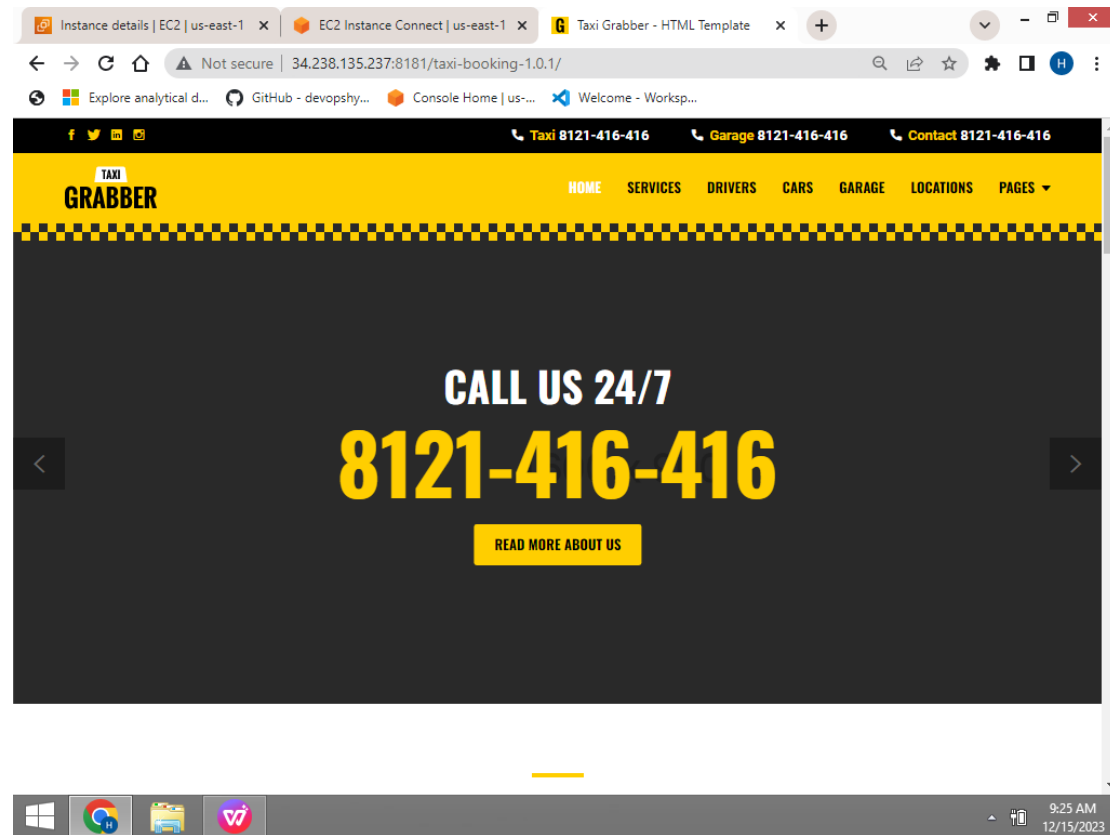 Instance details | EC2 | us-east-1
EC2 Instance Connect | us-east-1
G Taxi Grabber - HTML Template
Not secure | 34.238.135.237:8181/taxi-booking-1.0.1/
H
Explore analytical d...
GitHub - devopshy...
Console Home | us-...
Welcome - Worksp...
Taxi 8121-416-416
Garage 8121-416-416
Contact 8121-416-416
TAXI
GRABBER
HOME
SERVICES
DRIVERS
CARS
GARAGE
LOCATIONS
PAGES
CALL US 24/7
8121-416-416
READ MORE ABOUT US
9:25 AM
12/15/2023